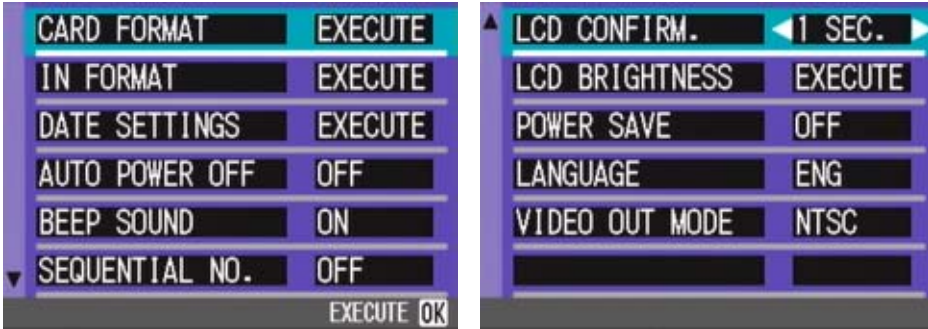 CARD FORMAT EXECUTE
IN FORMAT EXECUTE
DATE SETTINGS EXECUTE
AUTO POWER OFF OFF
BEEP SOUND ON
SEQUENTIAL NO. OFF
EXECUTE OK
LCD CONFIRM. 1 SEC.
LCD BRIGHTNESS EXECUTE
POWER SAVE OFF
LANGUAGE ENG
VIDEO OUT MODE NTSC